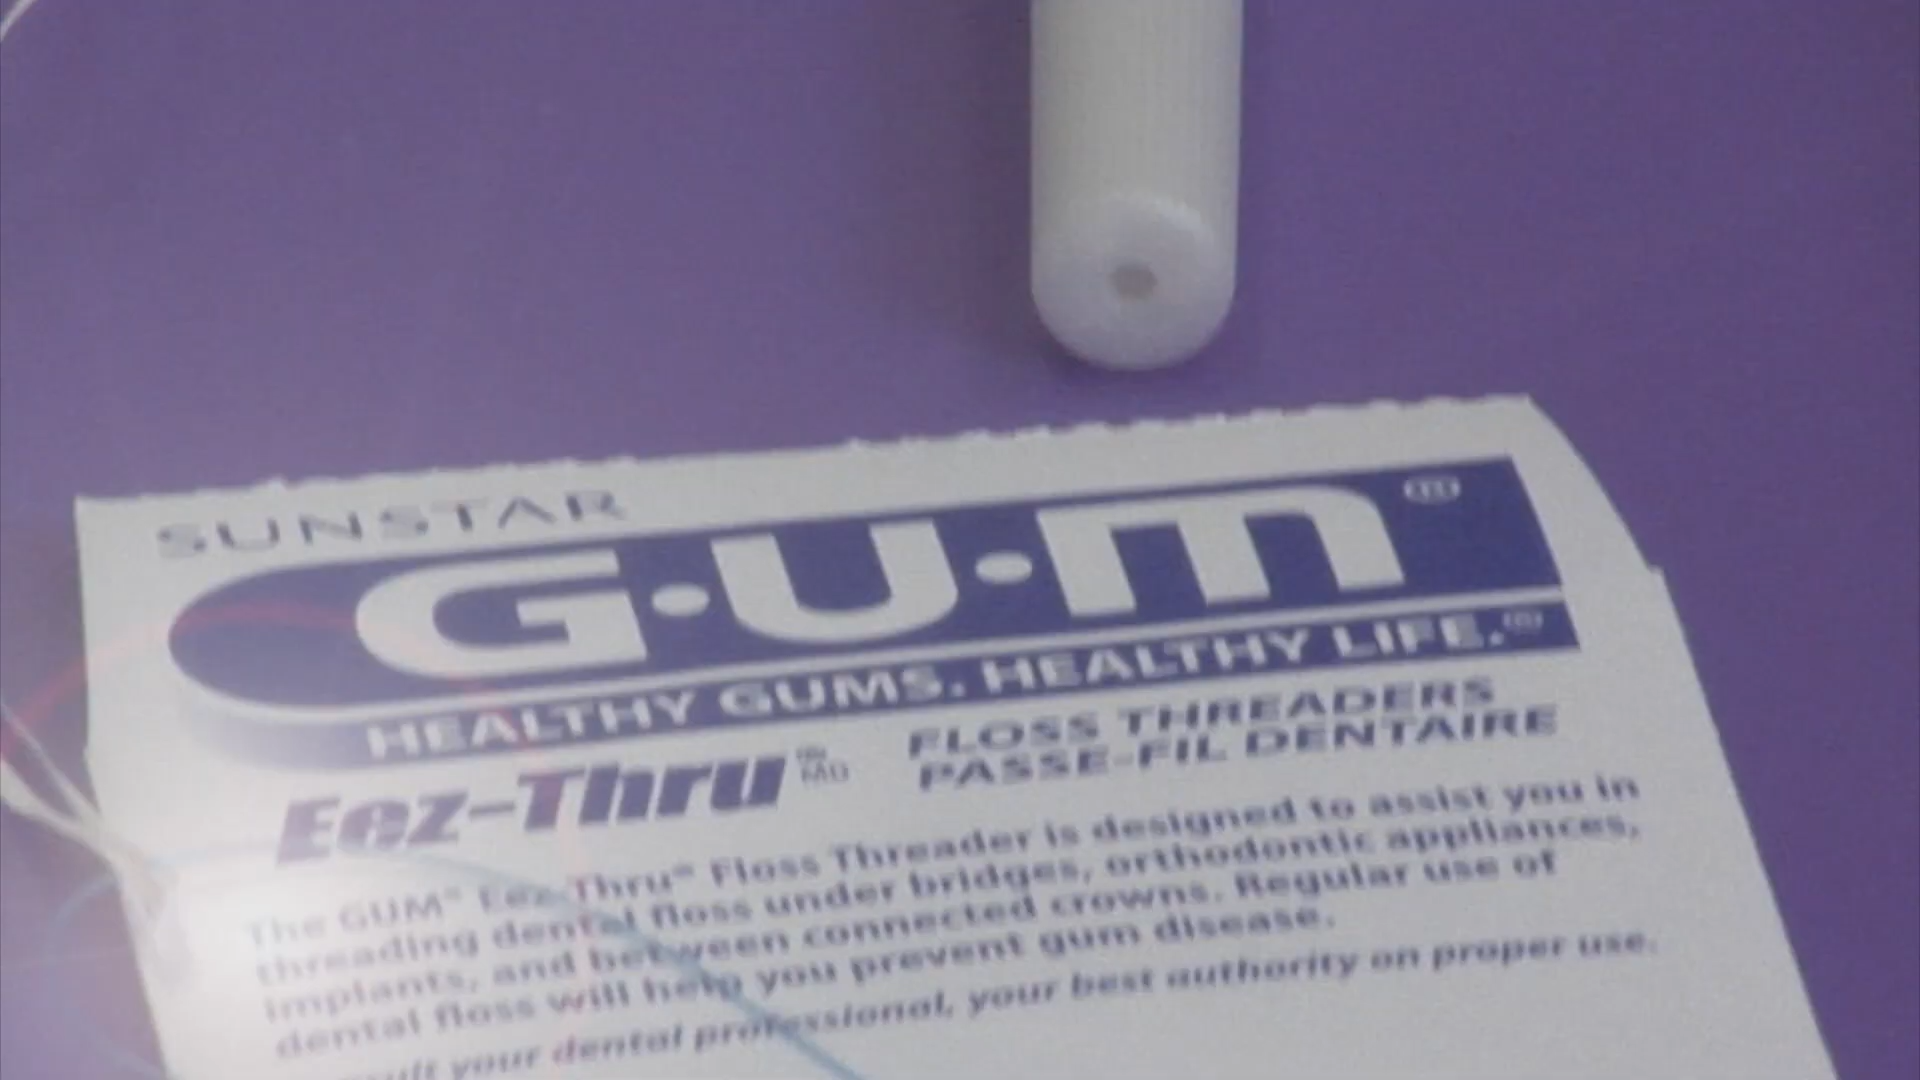 SUNSTAR
G·U·M®
HEALTHY GUMS. HEALTHY LIFE.®
Eez-Thru MD
FLOSS THREADERS
PASSE-FIL DENTAIRE
The GUM® Eez-Thru® Floss Threader is designed to assist you in
threading dental floss under bridges, orthodontic appliances,
implants, and between connected crowns. Regular use of
dental floss will help you prevent gum disease.
your dental professional, your best authority on proper use.